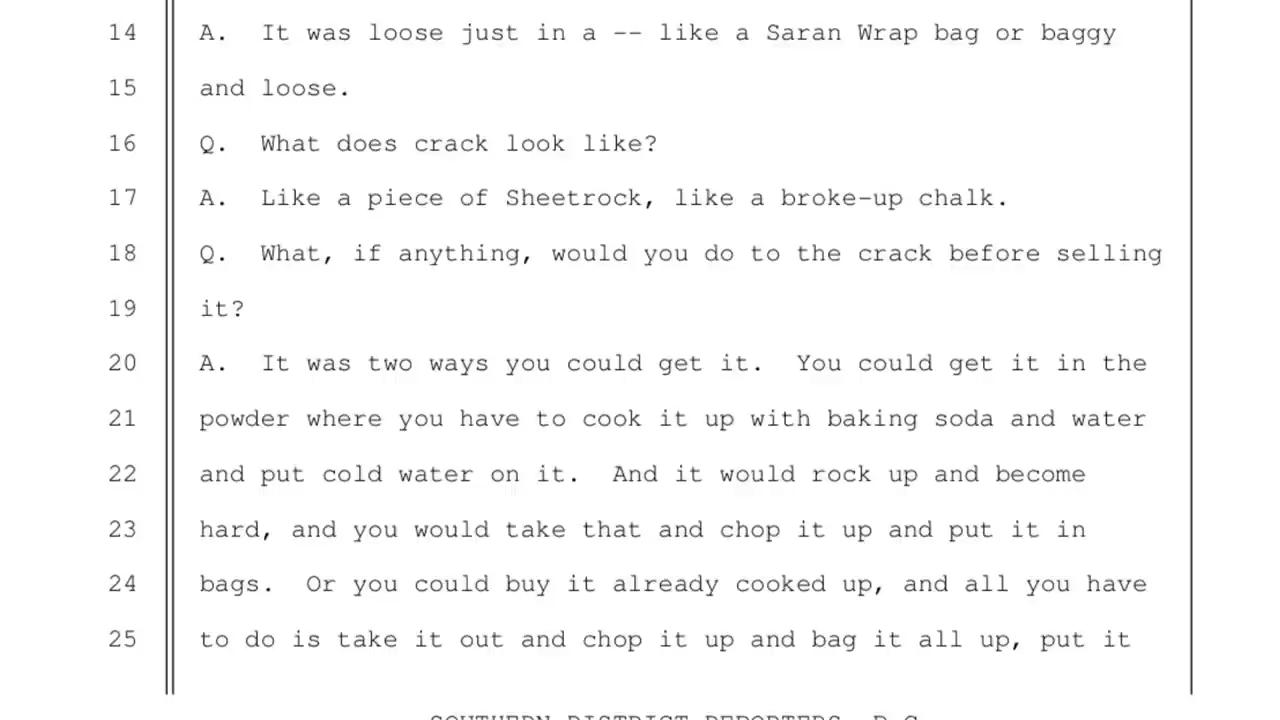 14 A. It was loose just in a -- like a Saran Wrap bag or baggy
15 and loose.
16 Q. What does crack look like?
17 A. Like a piece of Sheetrock, like a broke-up chalk.
18 Q. What, if anything, would you do to the crack before selling
19 it?
20 A. It was two ways you could get it. You could get it in the
21 powder where you have to cook it up with baking soda and water
22 and put cold water on it. And it would rock up and become
23 hard, and you would take that and chop it up and put it in
24 bags. Or you could buy it already cooked up, and all you have
25 to do is take it out and chop it up and bag it all up, put it
SOUTHERN DISTRICT REPORTERS, P.C.